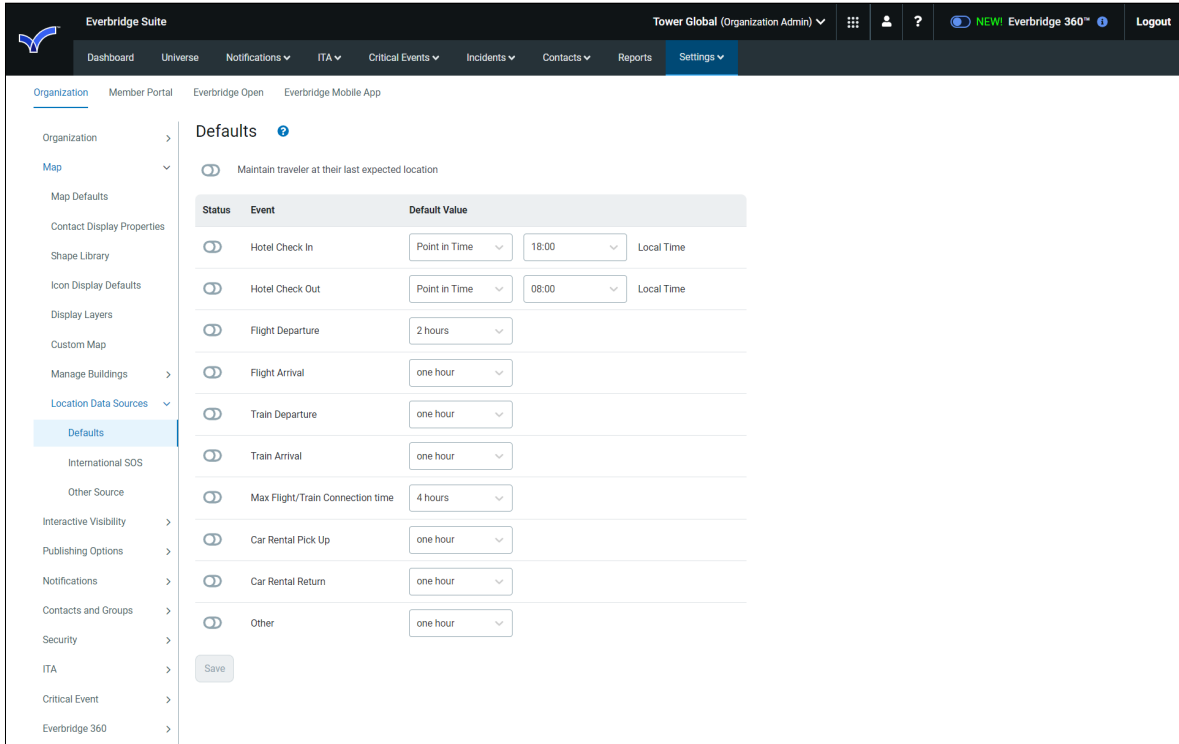 Everbridge Suite
Tower Global (Organization Admin)
?
NEW! Everbridge 360™
Logout
Dashboard Universe Notifications ITA Critical Events Incidents Contacts Reports Settings
Organization Member Portal Everbridge Open Everbridge Mobile App
Organization
Map
Map Defaults
Contact Display Properties
Shape Library
Icon Display Defaults
Display Layers
Custom Map
Manage Buildings
Location Data Sources
Defaults
International SOS
Other Source
Interactive Visibility
Publishing Options
Notifications
Contacts and Groups
Security
ITA
Critical Event
Everbridge 360
Defaults ?
Maintain traveler at their last expected location
Status Event Default Value
Hotel Check In Point in Time 18:00 Local Time
Hotel Check Out Point in Time 08:00 Local Time
Flight Departure 2 hours
Flight Arrival one hour
Train Departure one hour
Train Arrival one hour
Max Flight/Train Connection time 4 hours
Car Rental Pick Up one hour
Car Rental Return one hour
Other one hour
Save